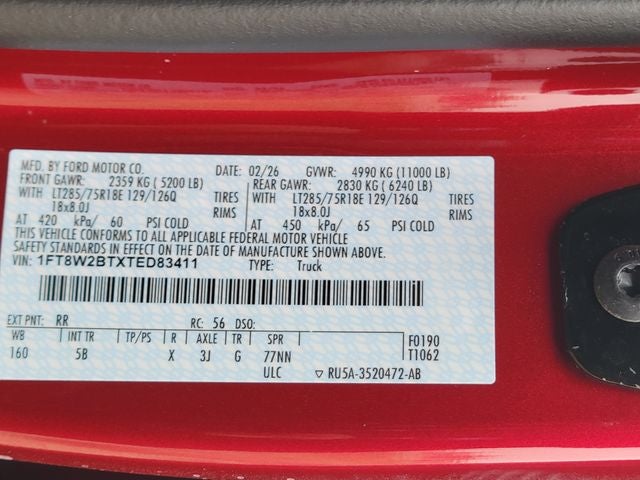 MFD. BY FORD MOTOR CO.
DATE: 02/26 GVWR: 4990 KG (11000 LB)
FRONT GAWR: 2359 KG ( 5200 LB) REAR GAWR: 2830 KG ( 6240 LB)
WITH LT285/75R18E 129/126Q TIRES WITH LT285/75R18E 129/126Q TIRES
18x8.0J RIMS 18x8.0J RIMS
AT 420 kPa/ 60 PSI COLD AT 450 kPa/ 65 PSI COLD
THIS VEHICLE CONFORMS TO ALL APPLICABLE FEDERAL MOTOR VEHICLE
SAFETY STANDARDS IN EFFECT ON THE DATE OF MANUFACTURE SHOWN ABOVE.
VIN: 1FT8W2BTXTED83411 TYPE: Truck
EXT PNT: RR RC: 56 DSO:
WB INT TR TP/PS R AXLE TR SPR F0190
160 5B X 3J G 77NN T1062
ULC ▽ RU5A-3520472-AB